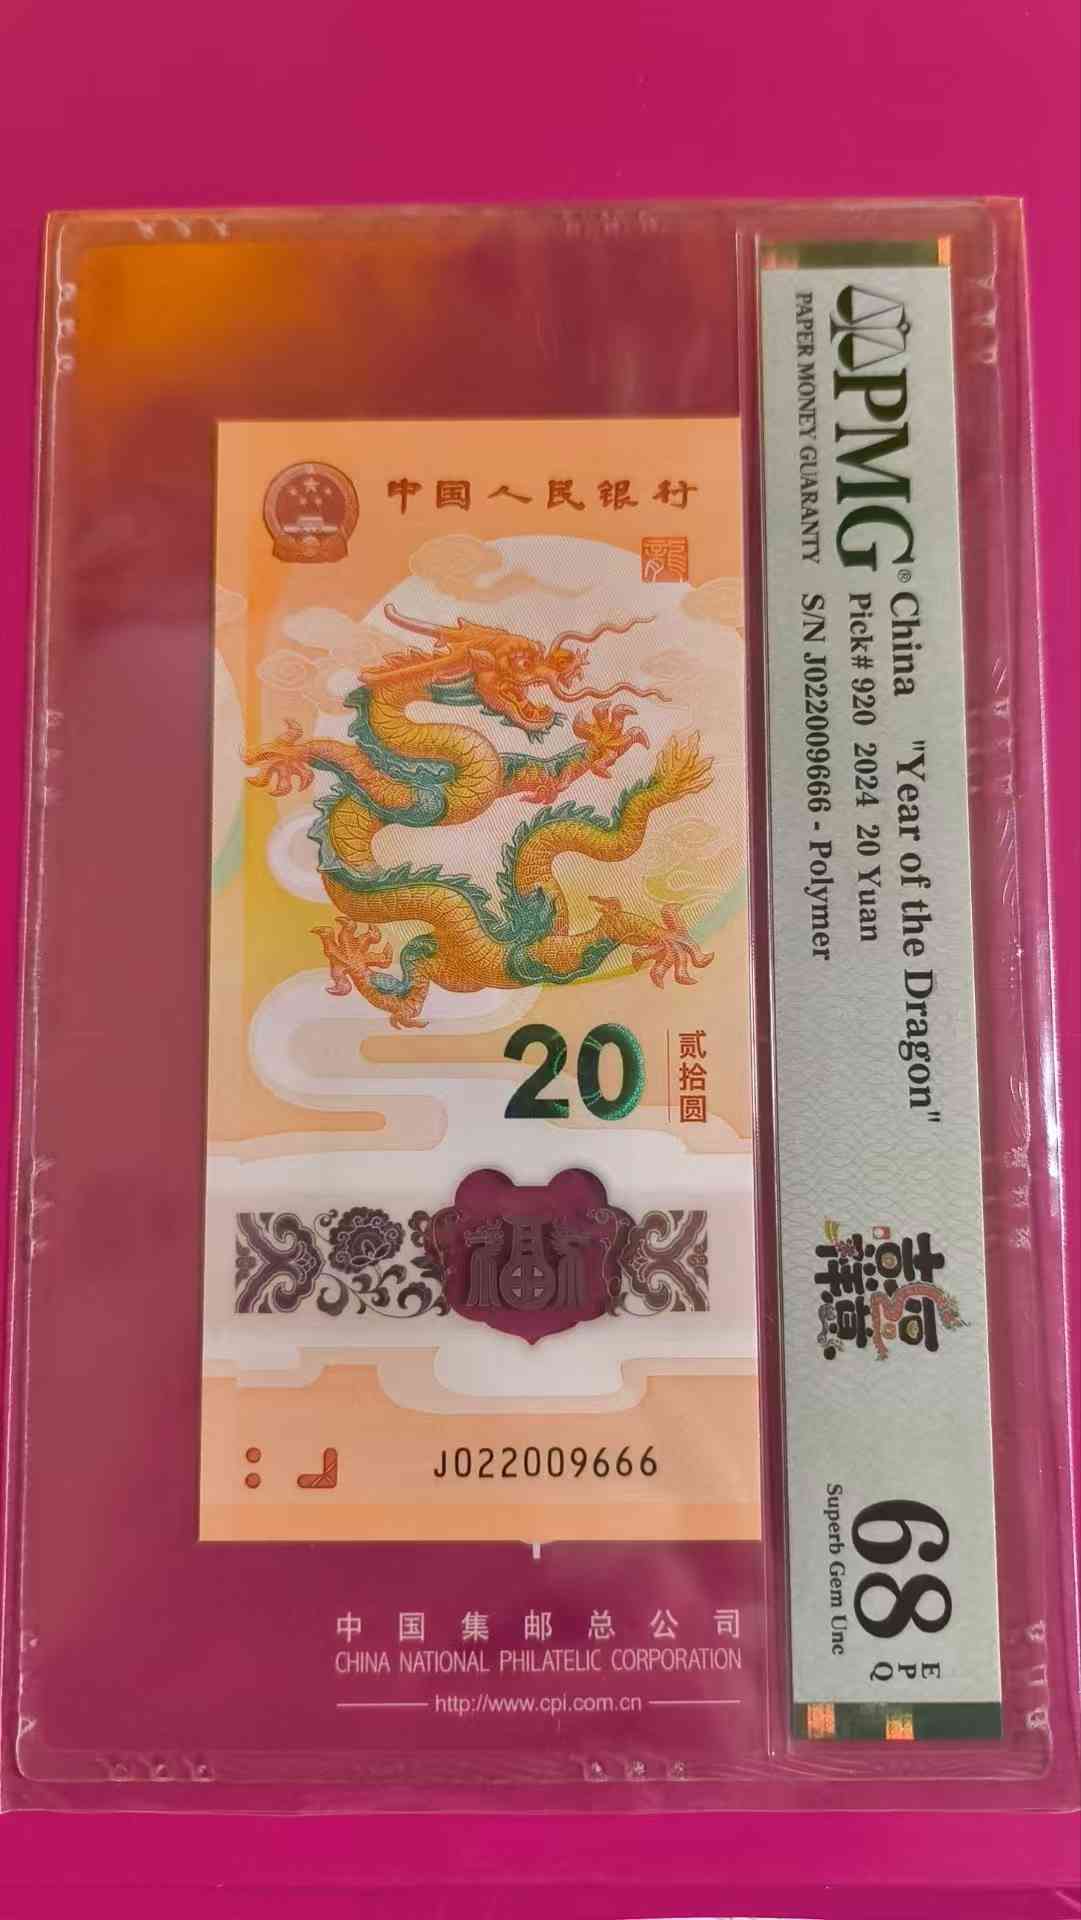 中国人民银行
龍
20
贰拾圆
福
J022009666
中国集邮总公司
CHINA NATIONAL PHILATELIC CORPORATION
http://www.cpi.com.cn
PMG®
PAPER MONEY GUARANTY
China "Year of the Dragon"
Pick# 920 2024 20 Yuan
S/N J022009666 - Polymer
68
EPQ
Superb Gem Unc